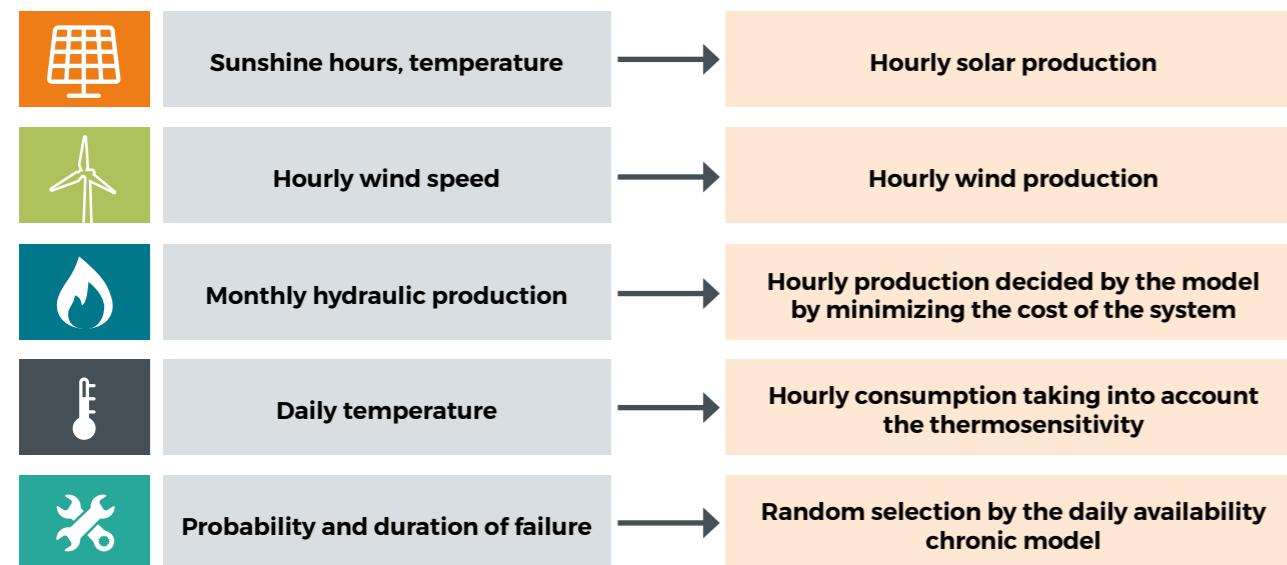 Sunshine hours, temperature
Hourly solar production
Hourly wind speed
Hourly wind production
Monthly hydraulic production
Hourly production decided by the model
by minimizing the cost of the system
Daily temperature
Hourly consumption taking into account
the thermosensitivity
Probability and duration of failure
Random selection by the daily availability
chronic model